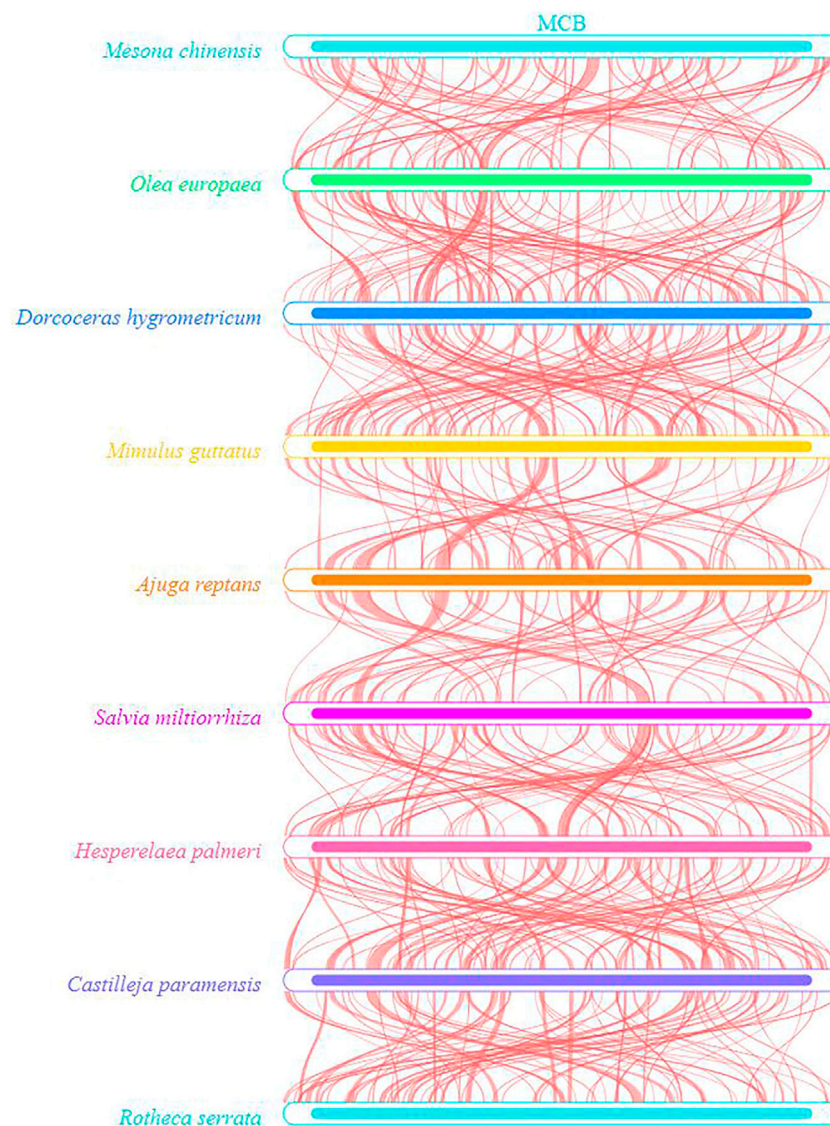 MCB
Mesona chinensis
Olea europaea
Dorcoceras hygrometricum
Mimulus guttatus
Ajuga reptans
Salvia miltiorrhiza
Hesperelaea palmeri
Castilleja paramensis
Rotheca serrata